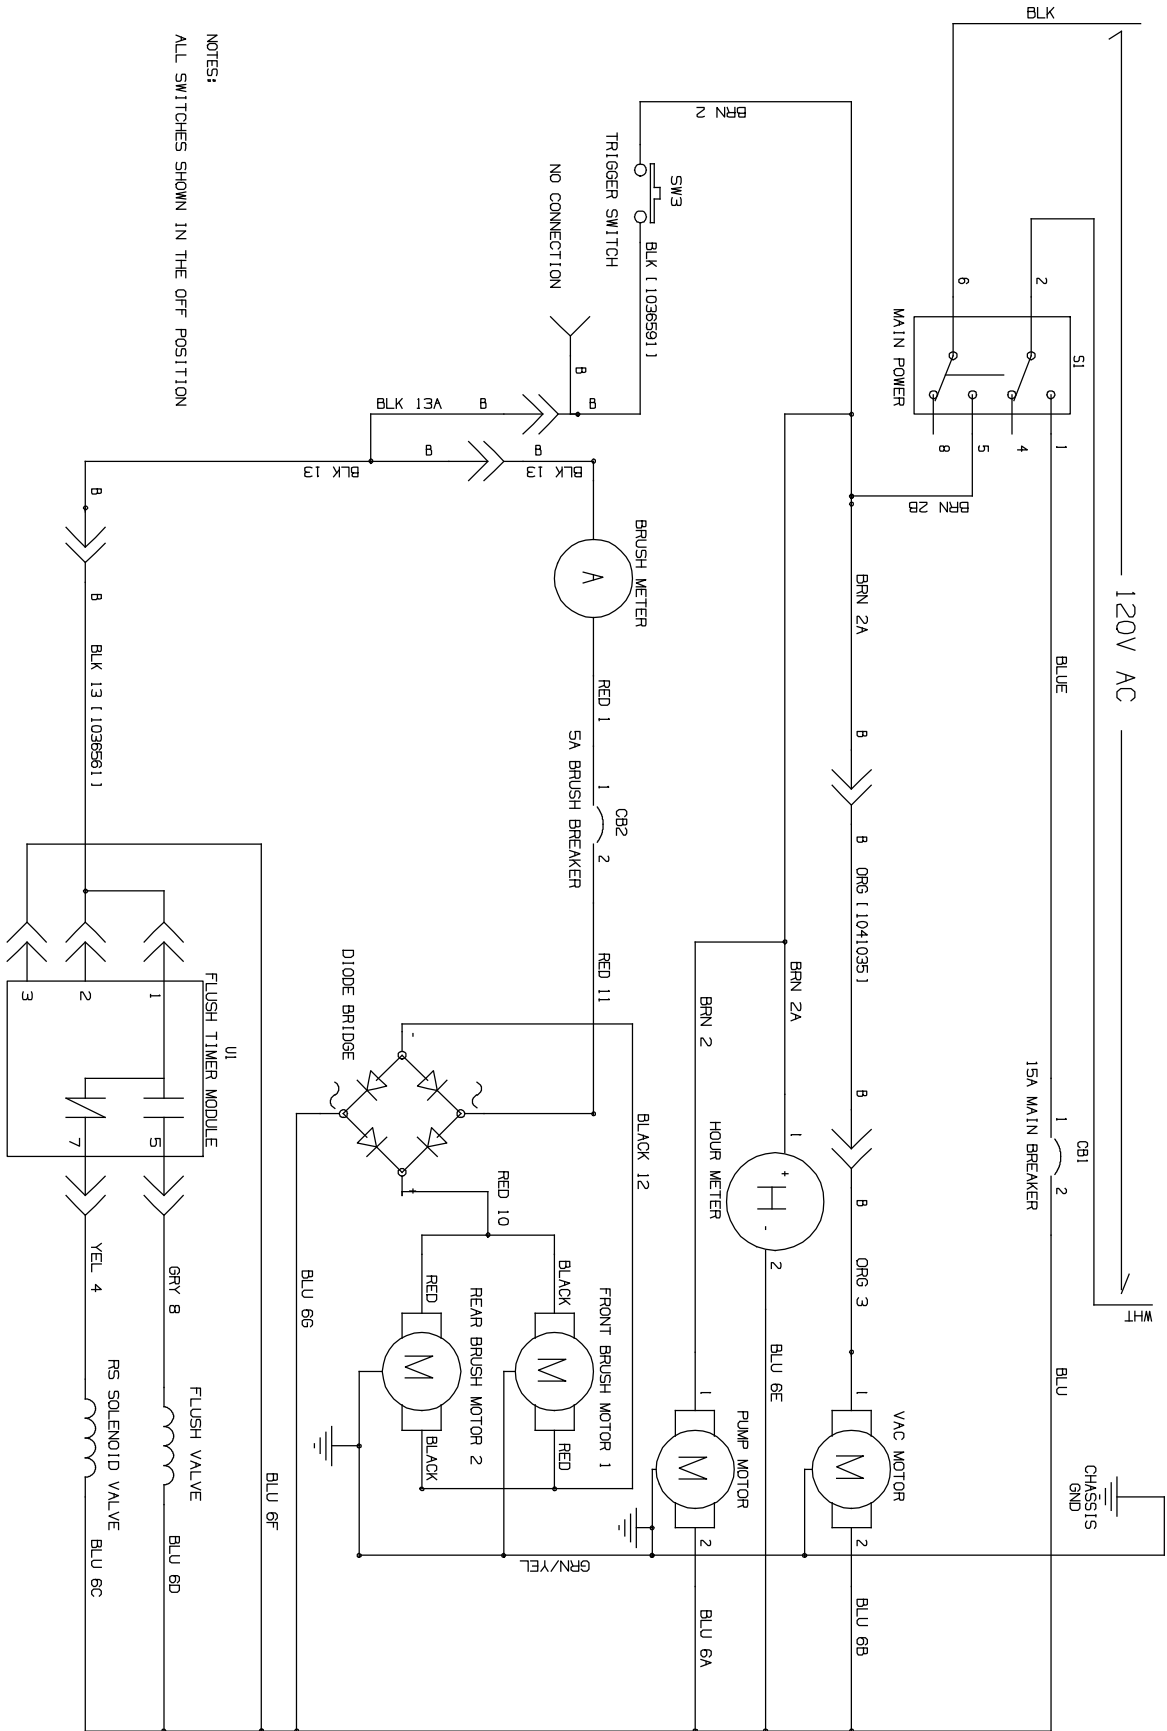 BLK
120V AC
WHT
2
6
S1
MAIN POWER
1
4
5
8
BLUE
1
CB1
2
15A MAIN BREAKER
BLU
CHASSIS
GND
BRN 2
BRN 2B
BRN 2A
B
B
ORG [1041035]
B
B
ORG 3
1
VAC MOTOR
M
2
BLU 6B
BRN 2A
1
+
H
-
HOUR METER
2
BLU 6E
BRN 2
1
PUMP MOTOR
M
2
BLU 6A
SW3
TRIGGER SWITCH
BLK [1036591]
NO CONNECTION
B
B
B
BLK 13A
B
B
BLK 13
BLK 13
BRUSH METER
A
RED 1
1
CB2
2
5A BRUSH BREAKER
RED 11
DIODE BRIDGE
-
+
BLACK 12
RED 10
BLACK
FRONT BRUSH MOTOR 1
M
RED
RED
REAR BRUSH MOTOR 2
M
BLACK
GRN/YEL
BLU 6G
BLU 6F
B
B
BLK 13 [1036561]
1
2
3
U1
FLUSH TIMER MODULE
5
7
GRY 8
FLUSH VALVE
BLU 6D
YEL 4
RS SOLENOID VALVE
BLU 6C
NOTES:
ALL SWITCHES SHOWN IN THE OFF POSITION